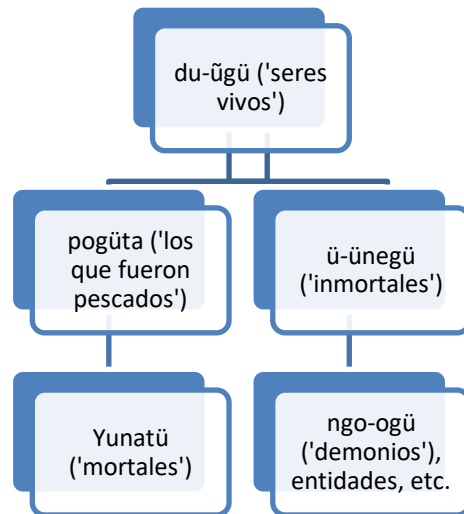 du-ũgü ('seres
vivos')
pogüta ('los
que fueron
pescados')
ü-ünegü
('inmortales')
Yunatü
('mortales')
ngo-ogü
('demonios'),
entidades, etc.